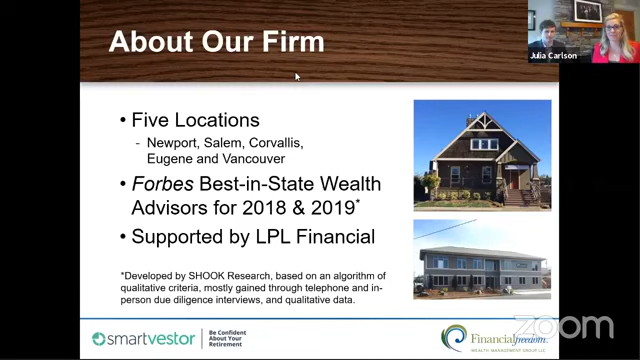 About Our Firm
Julia Carlson
• Five Locations
- Newport, Salem, Corvallis,
Eugene and Vancouver
• Forbes Best-in-State Wealth
Advisors for 2018 & 2019*
• Supported by LPL Financial
*Developed by SHOOK Research, based on an algorithm of
qualitative criteria, mostly gained through telephone and in-
person due diligence interviews, and qualitative data.
smartvestor
Be Confident
About Your
Retirement
Financialfreedom
WEALTH MANAGEMENT GROUP LLC
zoom